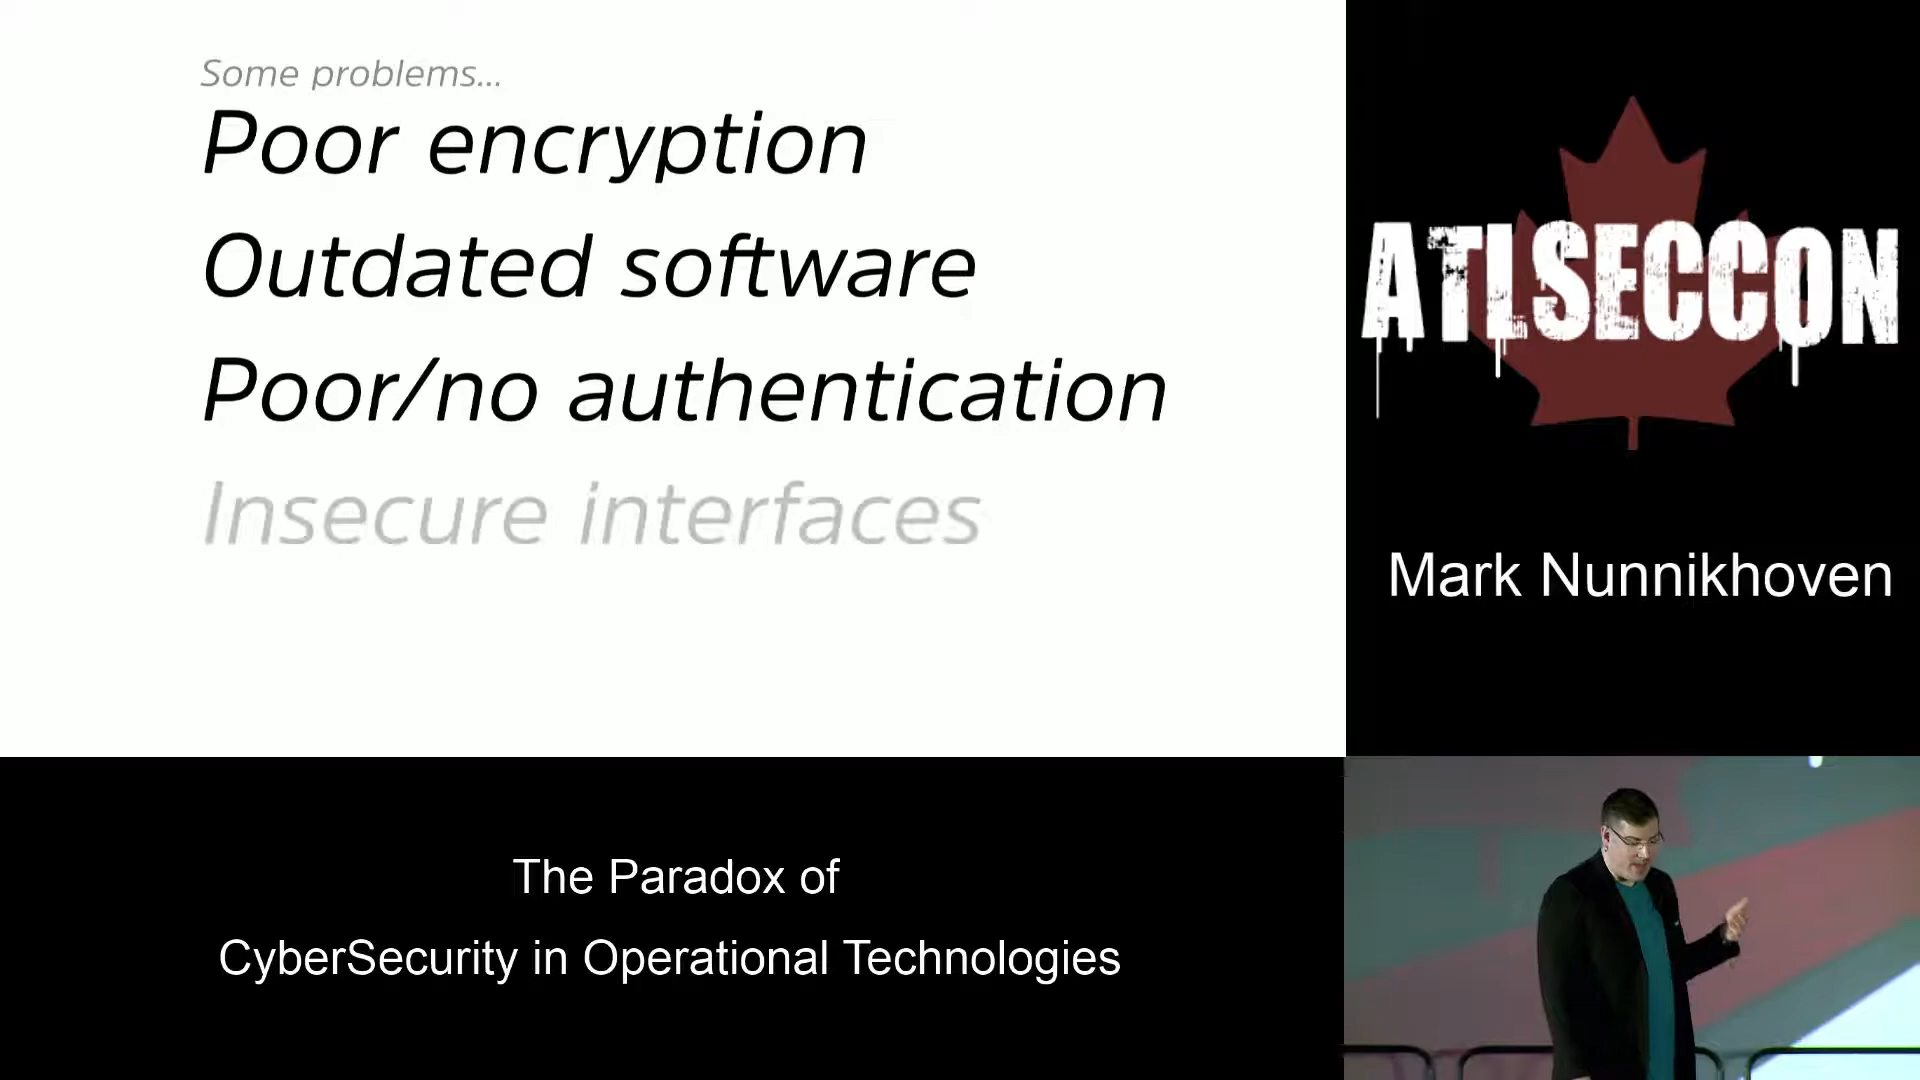 Some problems...
Poor encryption
Outdated software
Poor/no authentication
Insecure interfaces
ATLSECCON
Mark Nunnikhoven
The Paradox of
CyberSecurity in Operational Technologies